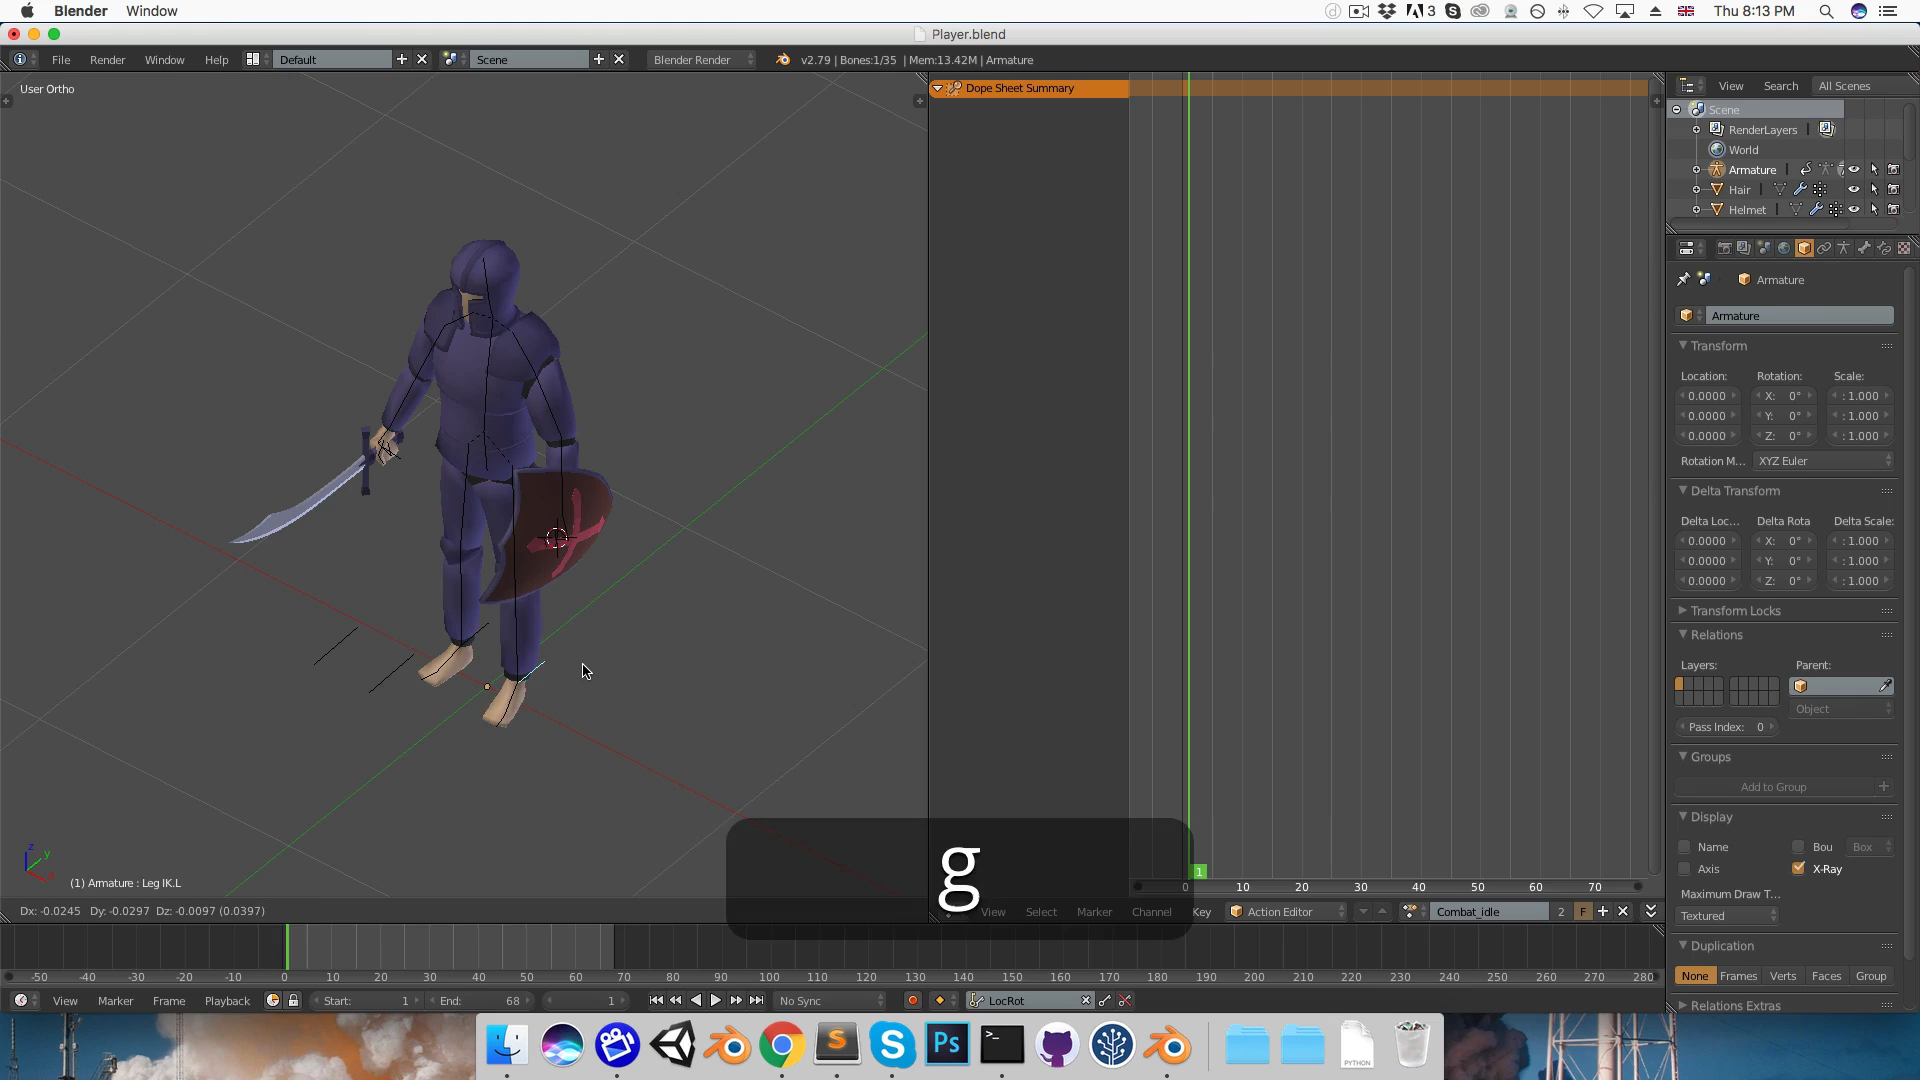 Blender Window
3 Thu 8:13 PM
Player.blend
File Render Window Help Default Scene Blender Render v2.79 | Bones:1/35 | Mem:13.42M | Armature
User Ortho
Dope Sheet Summary
View Search All Scenes
Scene
RenderLayers
World
Armature
Hair
Helmet
Armature
Armature
Transform
Location: Rotation: Scale:
0.0000 X: 0° : 1.000
0.0000 Y: 0° : 1.000
0.0000 Z: 0° : 1.000
Rotation M... XYZ Euler
Delta Transform
Delta Loc... Delta Rota Delta Scale:
0.0000 X: 0° : 1.000
0.0000 Y: 0° : 1.000
0.0000 Z: 0° : 1.000
Transform Locks
Relations
Layers: Parent:
Object
Pass Index: 0
Groups
Add to Group
Display
Name Bou Box
Axis X-Ray
Maximum Draw T...
Textured
Duplication
None Frames Verts Faces Group
Relations Extras
g
1
0 10 20 30 40 50 60 70
(1) Armature : Leg IK.L
Dx: -0.0245 Dy: -0.0297 Dz: -0.0097 (0.0397)
View Select Marker Channel Key Action Editor Combat_idle 2 F
-50 -40 -30 -20 -10 0 10 20 30 40 50 60 70 80 90 100 110 120 130 140 150 160 170 180 190 200 210 220 230 240 250 260 270 280
View Marker Frame Playback Start: 1 End: 68 1 No Sync LocRot
Ps
PYTHON